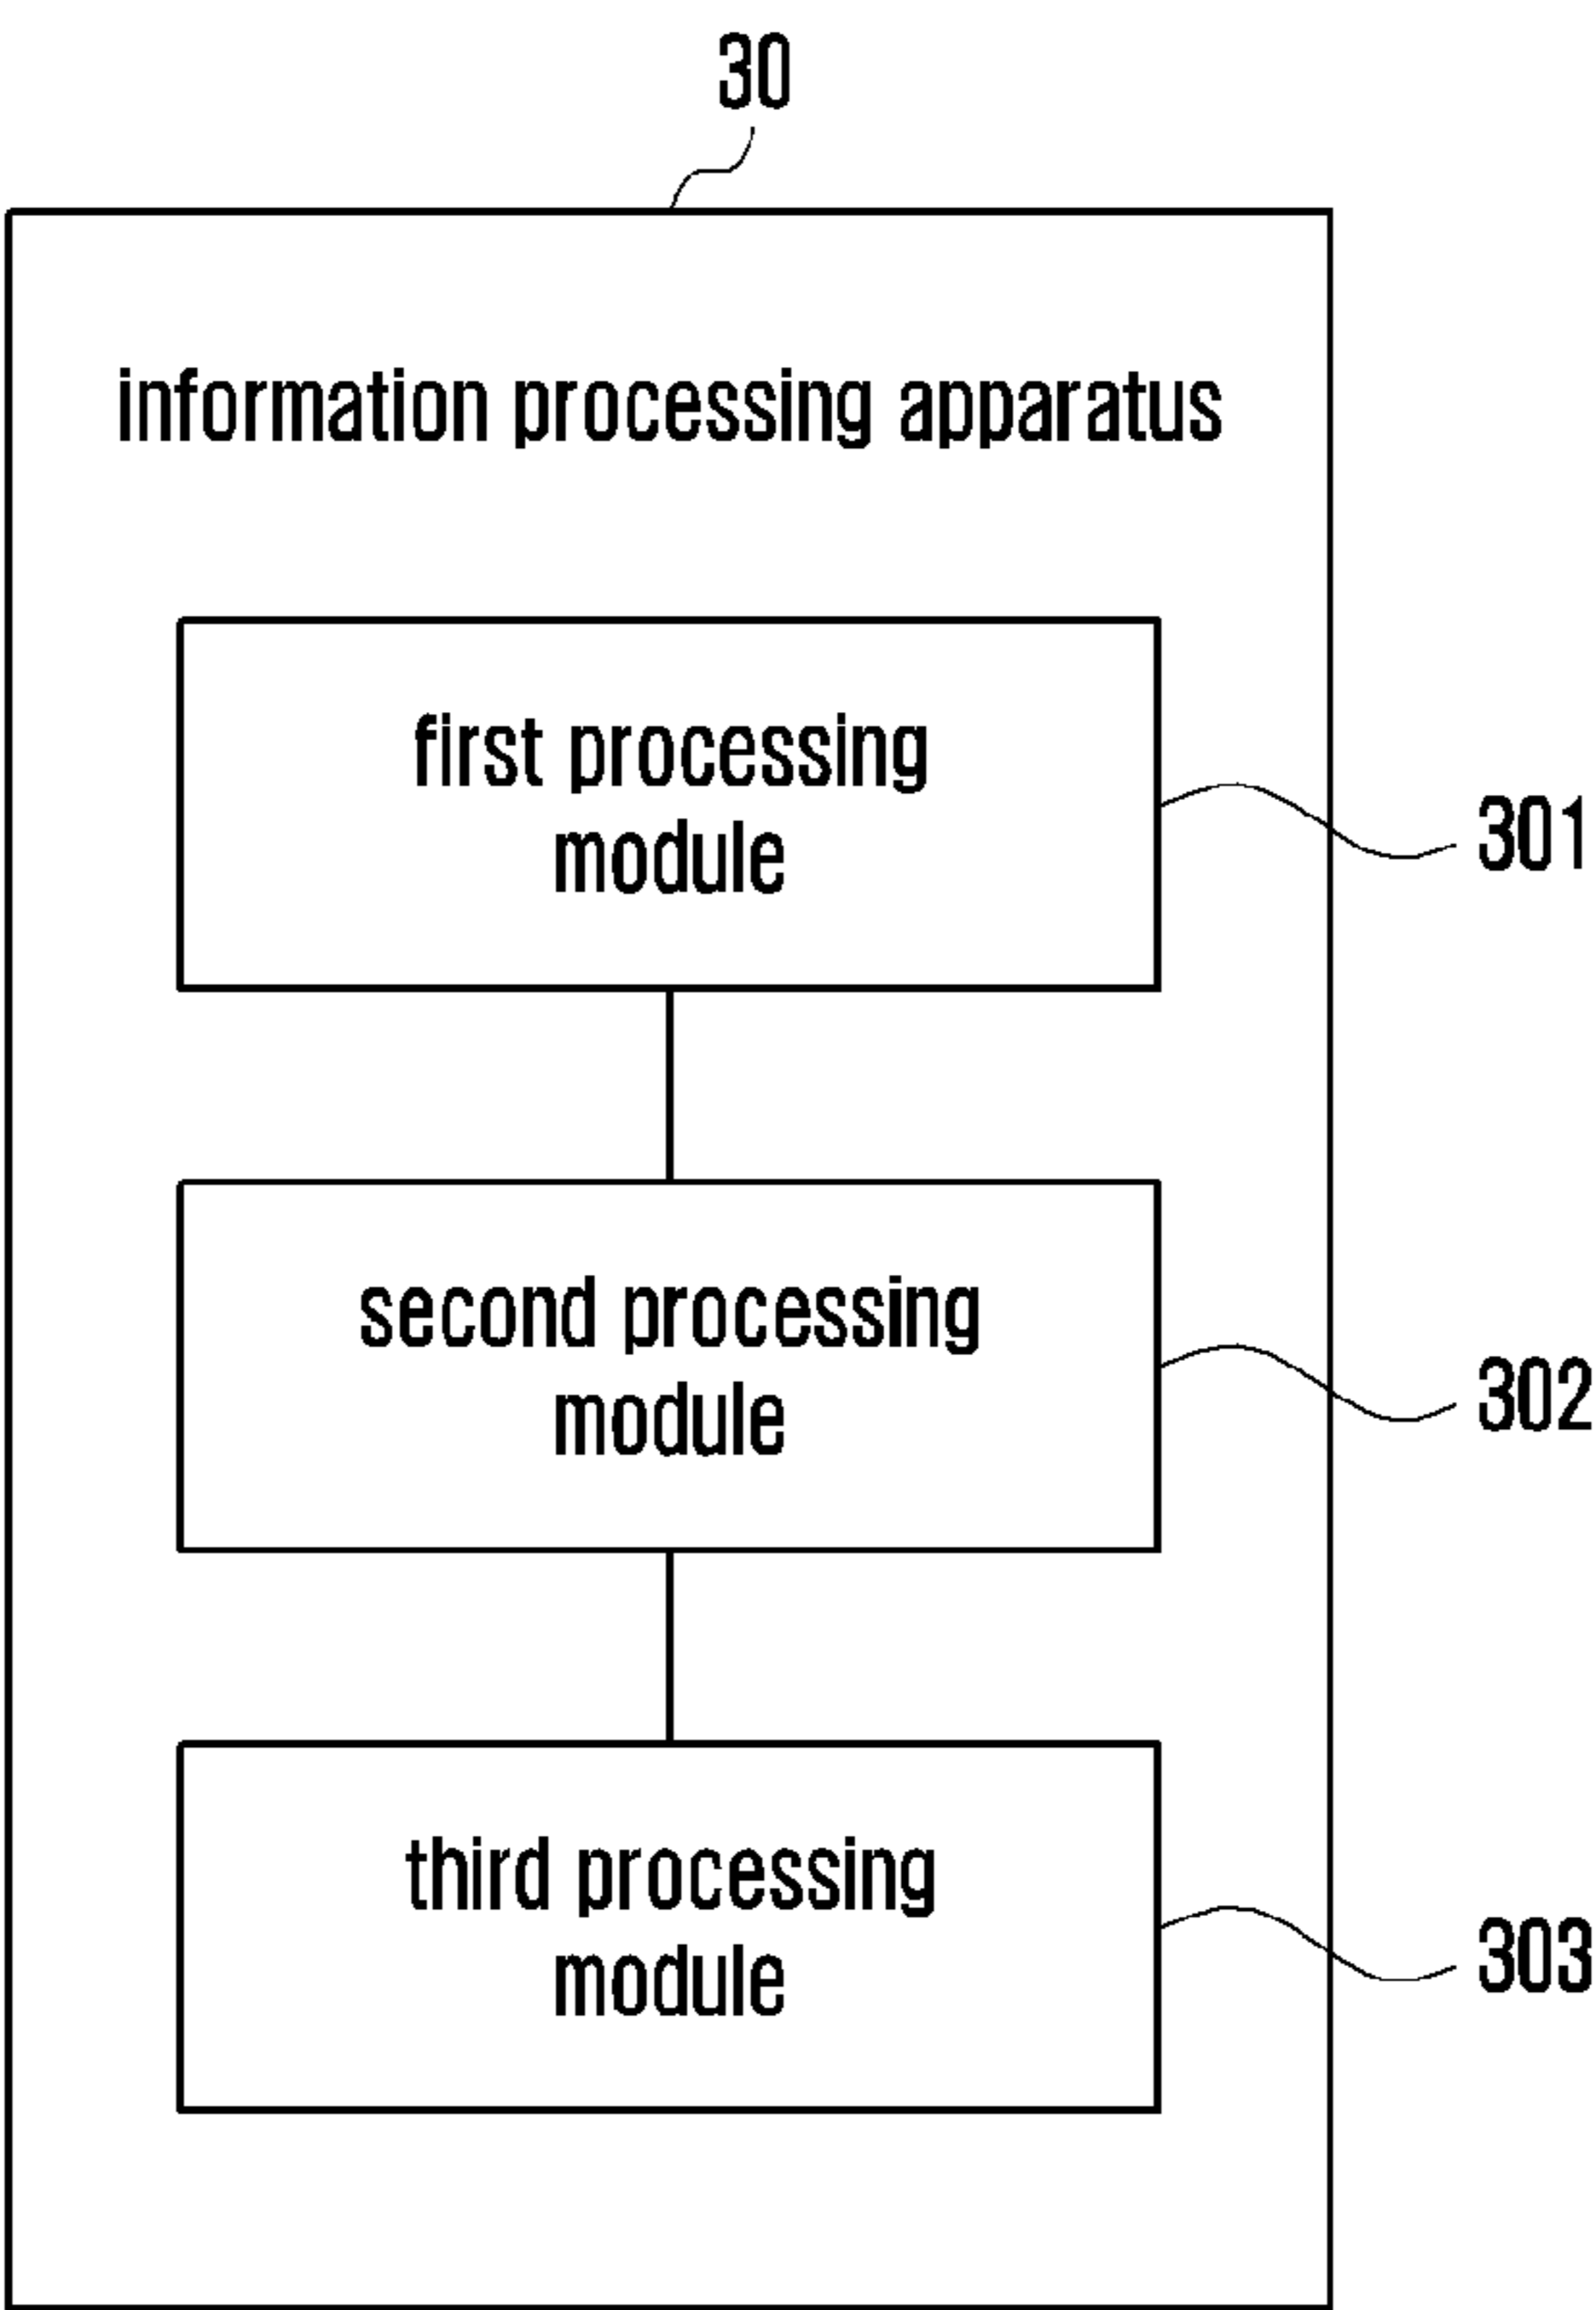 30
information processing apparatus
first processing
module
301
second processing
module
302
third processing
module
303